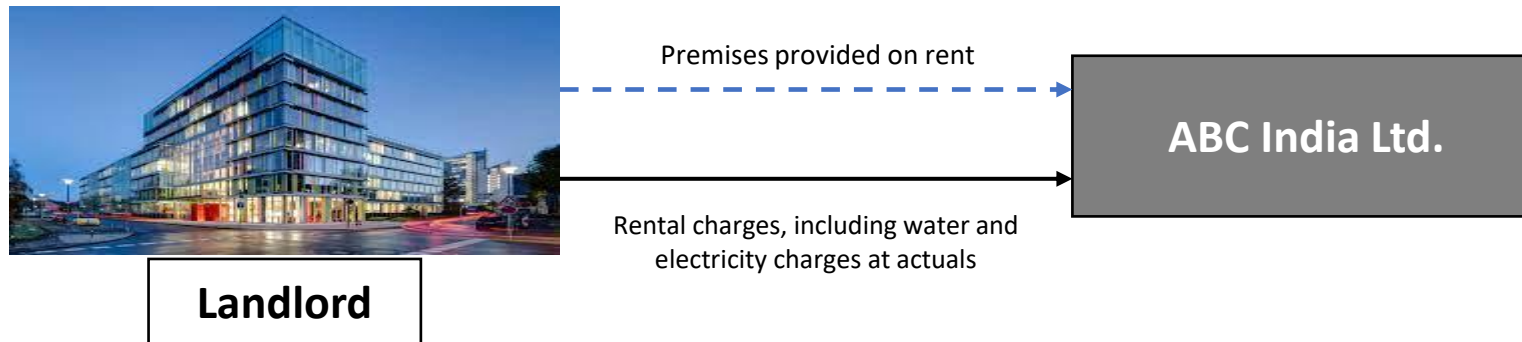 Premises provided on rent
ABC India Ltd.
Rental charges, including water and
electricity charges at actuals
Landlord